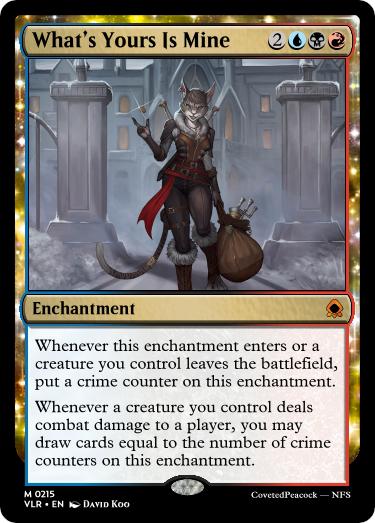 What's Yours Is Mine 2
Enchantment
Whenever this enchantment enters or a
creature you control leaves the battlefield,
put a crime counter on this enchantment.
Whenever a creature you control deals
combat damage to a player, you may
draw cards equal to the number of crime
counters on this enchantment.
M 0215
VLR • EN David Koo
CovetedPeacock — NFS